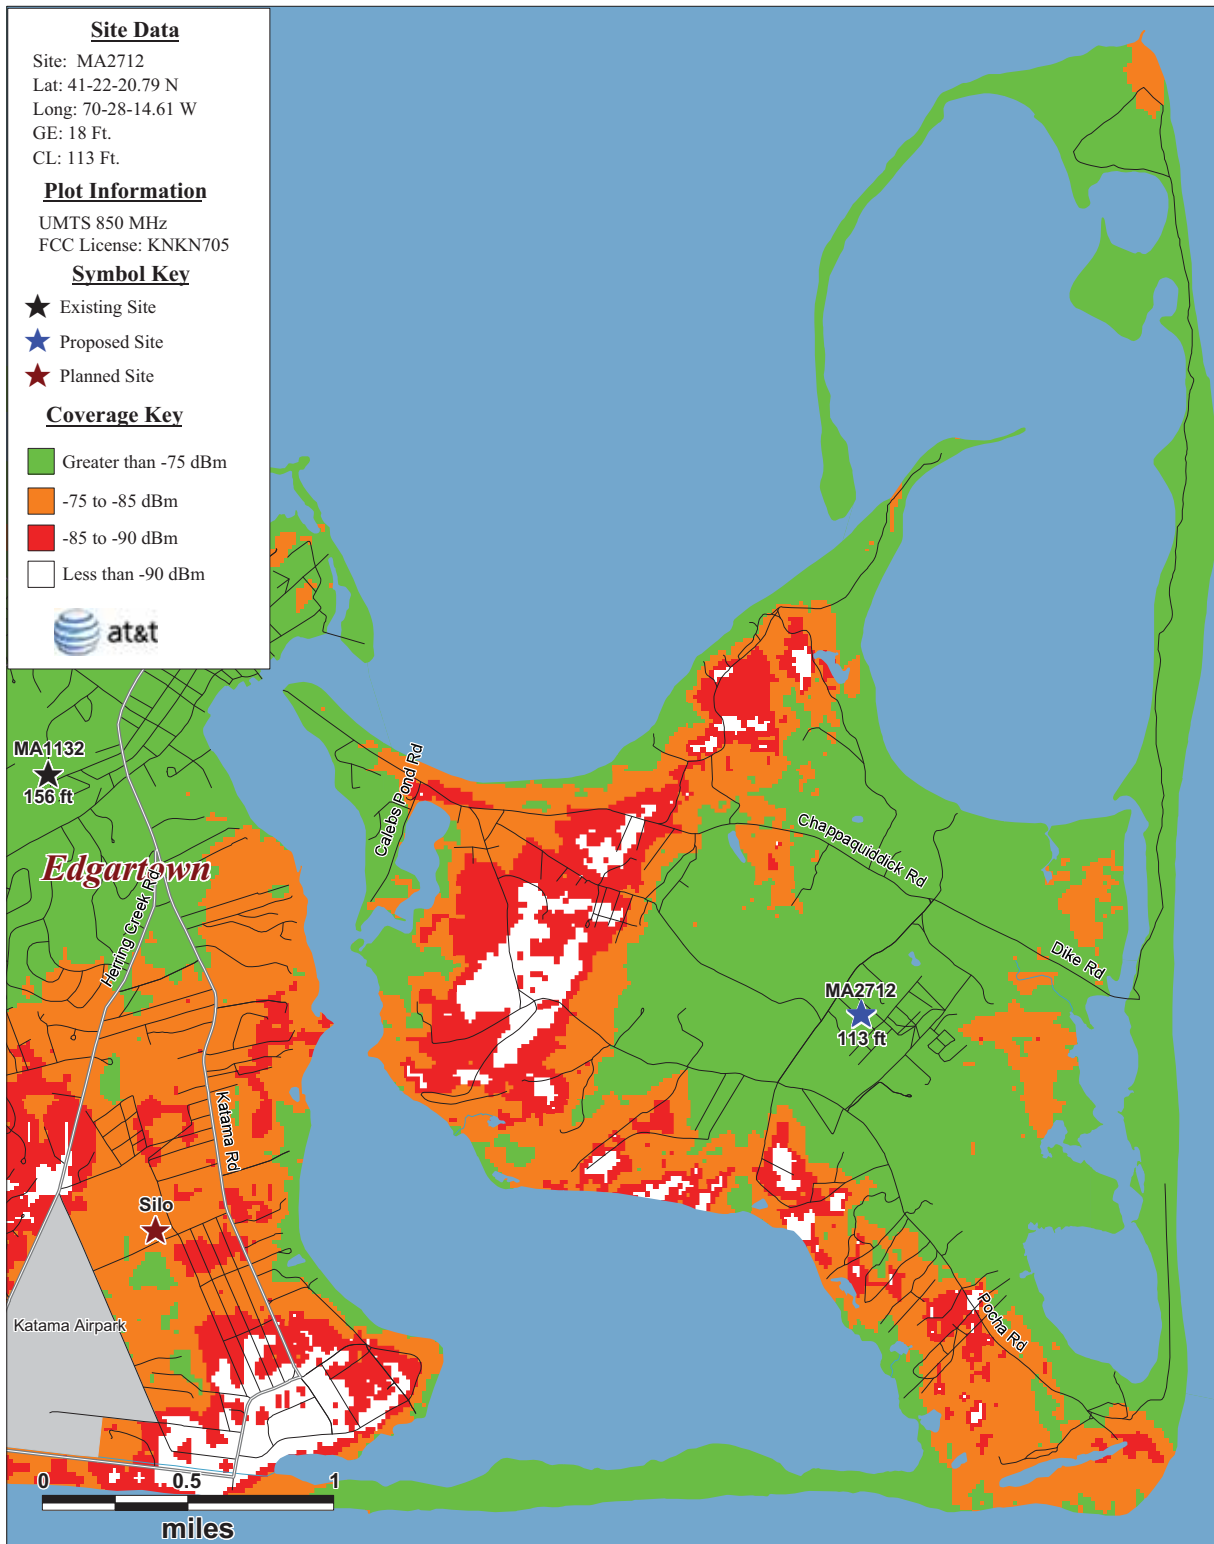 Site Data
Site: MA2712
Lat: 41-22-20.79 N
Long: 70-28-14.61 W
GE: 18 Ft.
CL: 113 Ft.
Plot Information
UMTS 850 MHz
FCC License: KNKN705
Symbol Key
Existing Site
Proposed Site
Planned Site
Coverage Key
Greater than -75 dBm
-75 to -85 dBm
-85 to -90 dBm
Less than -90 dBm
at&t
MA1132
156 ft
Edgartown
Herring Creek Rd
Calebs Pond Rd
Chappaquiddick Rd
Dike Rd
MA2712
113 ft
Katama Rd
Silo
Katama Airpark
Pocha Rd
0 0.5 1
miles